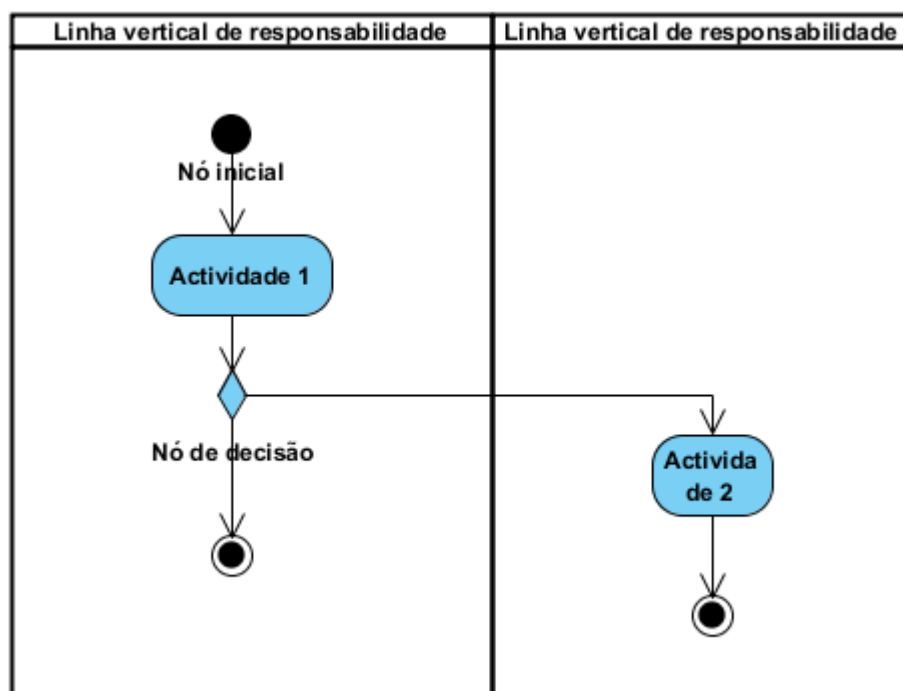 Linha vertical de responsabilidade
Linha vertical de responsabilidade
Nó inicial
Actividade 1
Nó de decisão
Activida
de 2